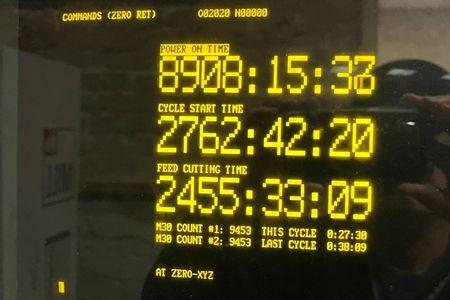 COMMANDS (ZERO RET) O02020 N00000
POWER ON TIME
8908:15:37
CYCLE START TIME
2762:42:20
FEED CUTTING TIME
2455:33:09
M30 COUNT #1: 9453 THIS CYCLE 0:27:30
M30 COUNT #2: 9453 LAST CYCLE 0:38:09
AT ZERO-XYZ